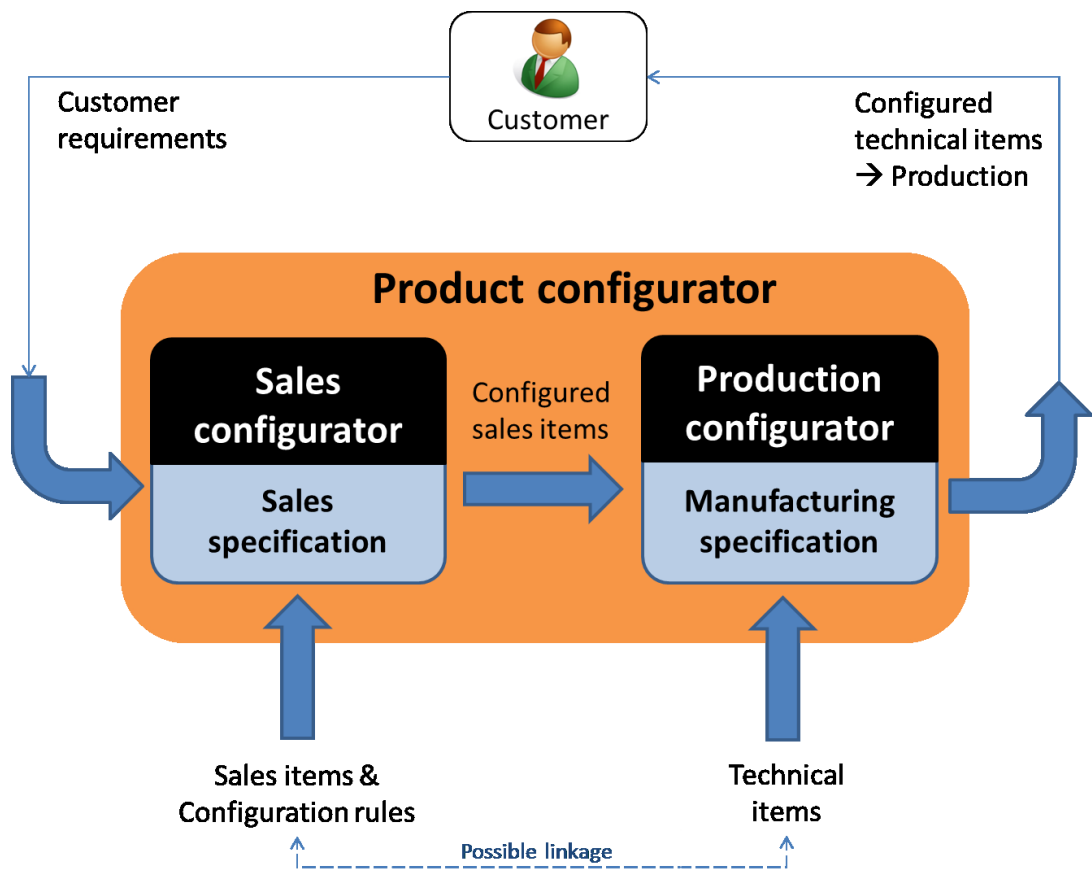 Customer
Customer
requirements
Configured
technical items
→ Production
Product configurator
Sales
configurator
Sales
specification
Configured
sales items
Production
configurator
Manufacturing
specification
Sales items &
Configuration rules
Technical
items
Possible linkage